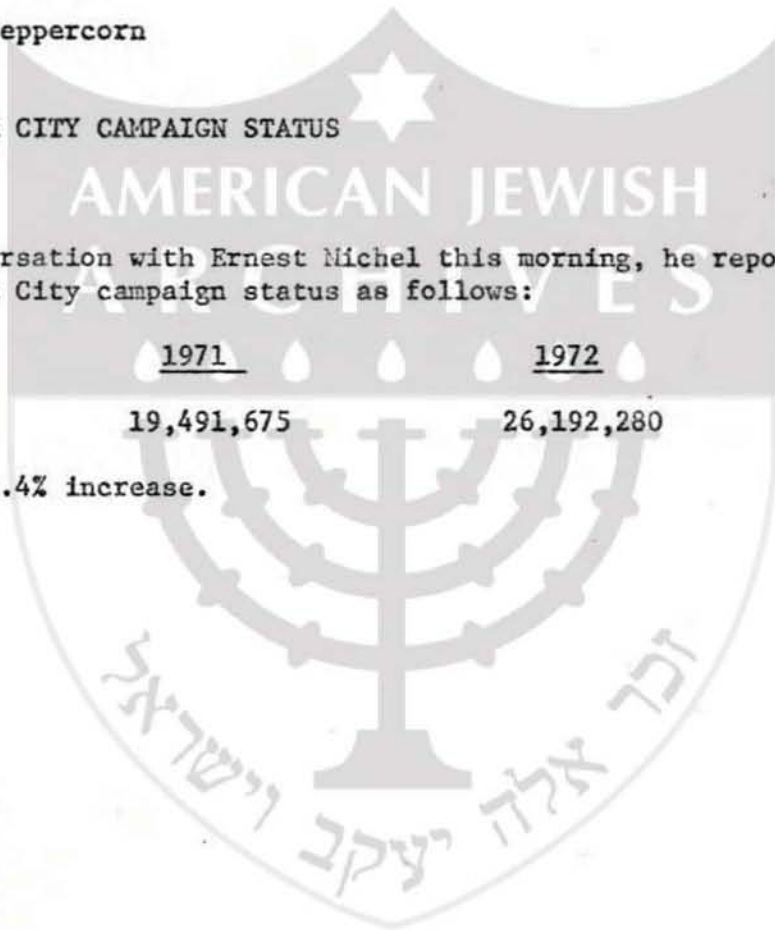 eppercorn
CITY CAMPAIGN STATUS
AMERICAN JEWISH
ARCHIVES
rsation with Ernest Michel this morning, he repo
City campaign status as follows:
1971 1972
19,491,675 26,192,280
.4% increase.
זכר אלה יעקב וישראל